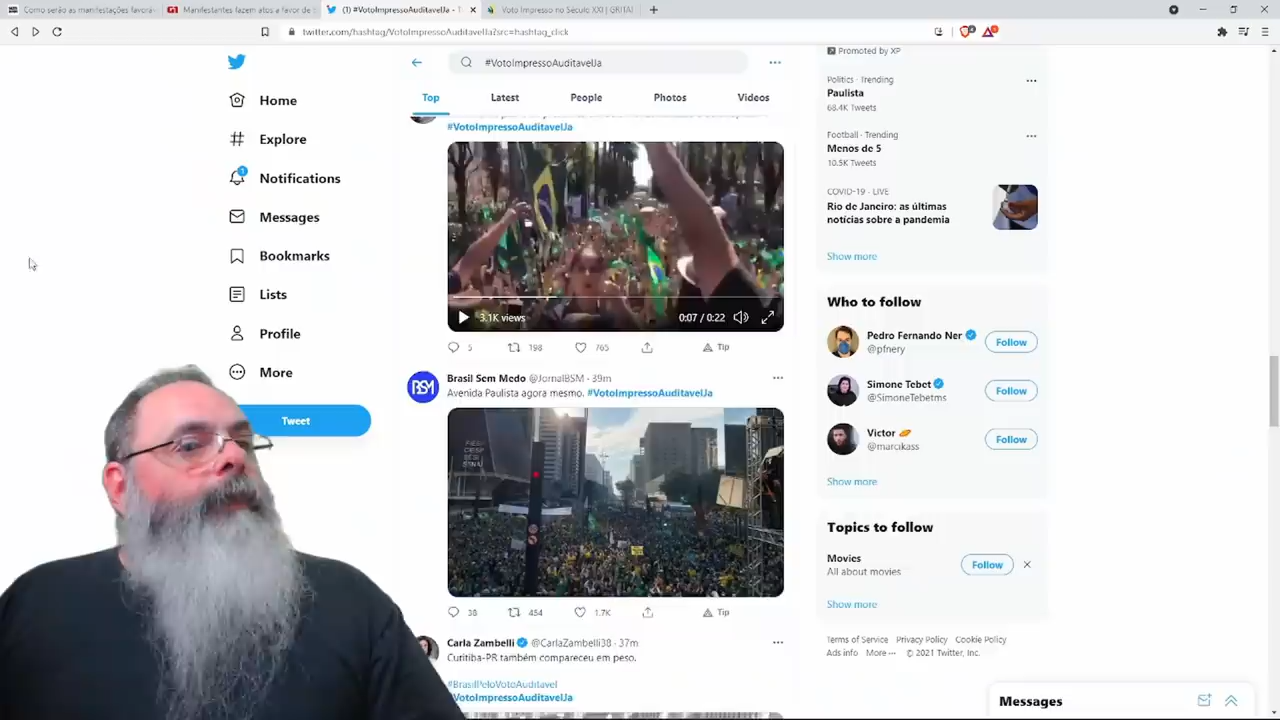 Como serão as manifestações favorá
G1 Manifestantes fazem atos a favor de
(1) #VotoImpressoAuditavelJa - T
Voto Impresso no Século XXI | GRITA!
twitter.com/hashtag/VotoImpressoAuditavelJa?src=hashtag_click
Home
Explore
1
Notifications
Messages
Bookmarks
Lists
Profile
More
Tweet
#VotoImpressoAuditavelJa
Top
Latest
People
Photos
Videos
#VotoImpressoAuditavelJa
3.1K views
0:07 / 0:22
5
198
765
Tip
BSM
Brasil Sem Medo @JornalBSM · 39m
Avenida Paulista agora mesmo. #VotoImpressoAuditavelJa
FIESP
CIESP
SESI
SENAI
38
454
1.7K
Tip
Carla Zambelli @CarlaZambelli38 · 37m
Curitiba-PR também compareceu em peso.
#BrasilPeloVotoAuditavel
#VotoImpressoAuditavelJa
Promoted by XP
Politics · Trending
Paulista
68.4K Tweets
Football · Trending
Menos de 5
10.5K Tweets
COVID-19 · LIVE
Rio de Janeiro: as últimas
notícias sobre a pandemia
Show more
Who to follow
Pedro Fernando Ner
@pfnery
Follow
Simone Tebet
@SimoneTebetms
Follow
Victor
@marcikass
Follow
Show more
Topics to follow
Movies
All about movies
Follow
Show more
Terms of Service Privacy Policy Cookie Policy
Ads info More ··· © 2021 Twitter, Inc.
Messages